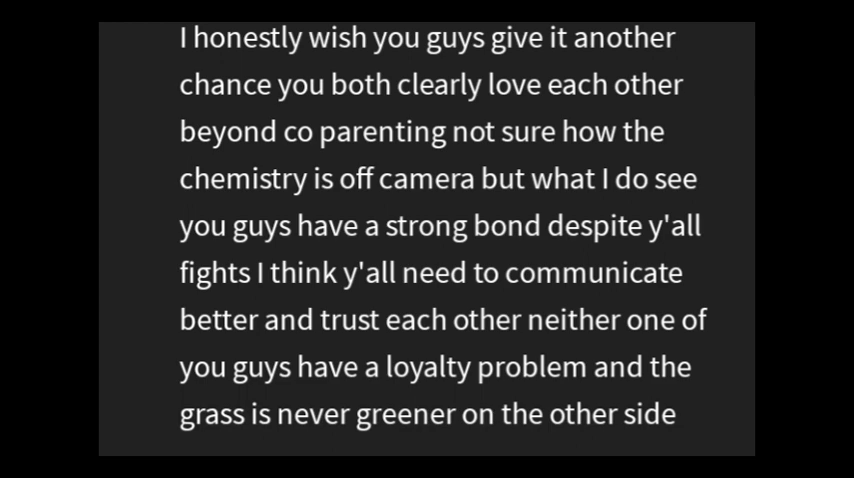 I honestly wish you guys give it another
chance you both clearly love each other
beyond co parenting not sure how the
chemistry is off camera but what I do see
you guys have a strong bond despite y'all
fights I think y'all need to communicate
better and trust each other neither one of
you guys have a loyalty problem and the
grass is never greener on the other side